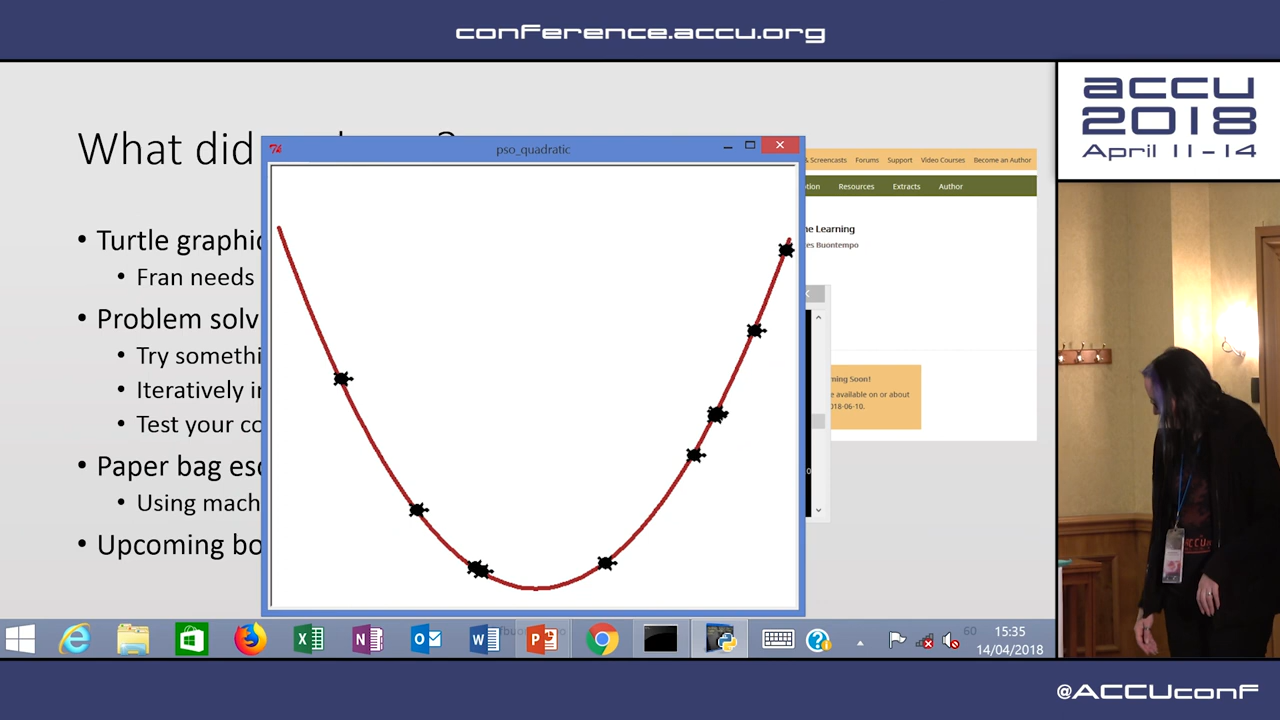 conference.accu.org
accu
2018
April 11-14
What did
pso_quadratic
& Screencasts Forums Support Video Courses Become an Author
Resources Extracts Author
Learning
Buontempo
Turtle graphic
Fran needs
Problem solv
Try somethi
Iteratively i
Test your co
Paper bag es
Using mach
Upcoming bo
Soon!
available on or about
2018-06-10.
60
15:35
14/04/2018
@ACCUconf